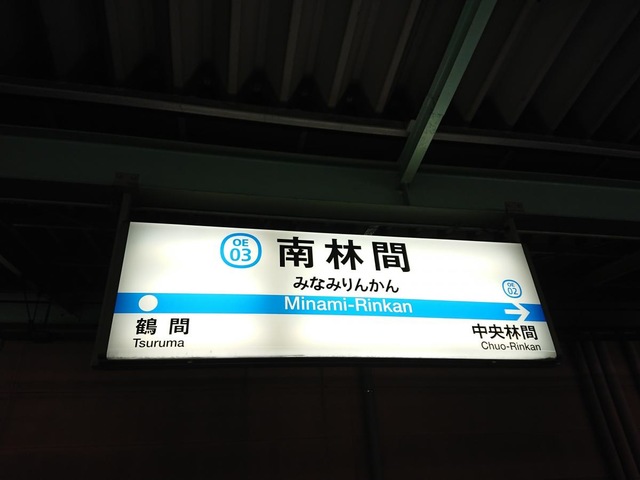 OE
03
南林間
みなみりんかん
Minami-Rinkan
鶴間
Tsuruma
OE
02
中央林間
Chuo-Rinkan